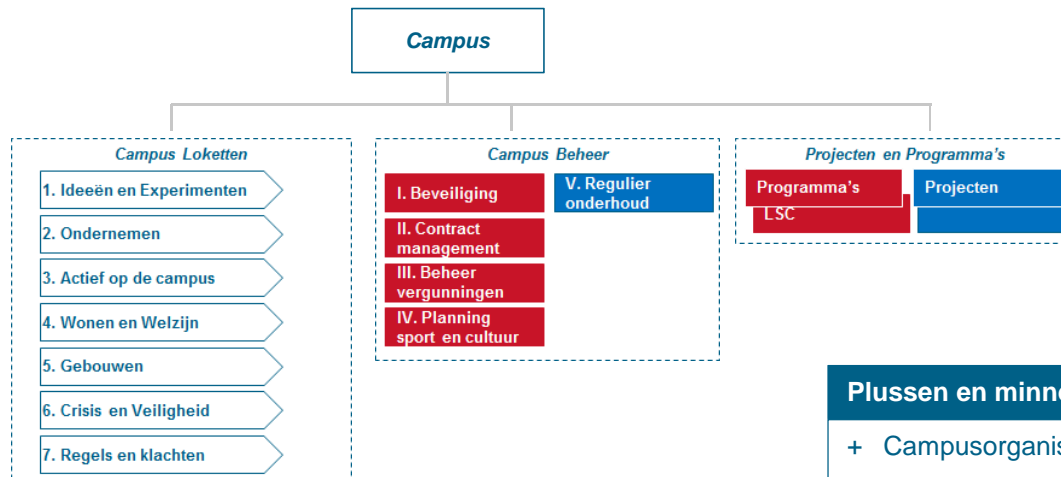 Campus
Campus Loketten
1. Ideeën en Experimenten
2. Ondernemen
3. Actief op de campus
4. Wonen en Welzijn
5. Gebouwen
6. Crisis en Veiligheid
7. Regels en klachten
Campus Beheer
I. Beveiliging
II. Contract
management
III. Beheer
vergunningen
IV. Planning
sport en cultuur
V. Regulier
onderhoud
Projecten en Programma's
Programma's
LSC
Projecten
Plussen en
+